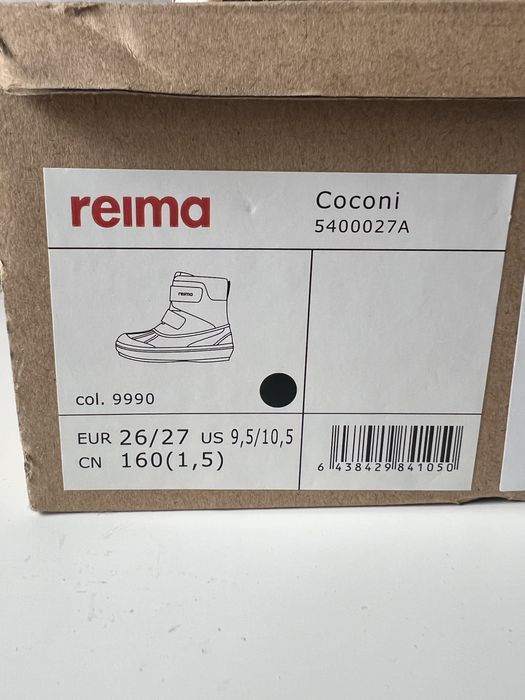 reima
Coconi
5400027A
reima
col. 9990
EUR 26/27 US 9,5/10,5
CN 160(1,5)
6 438429 841050